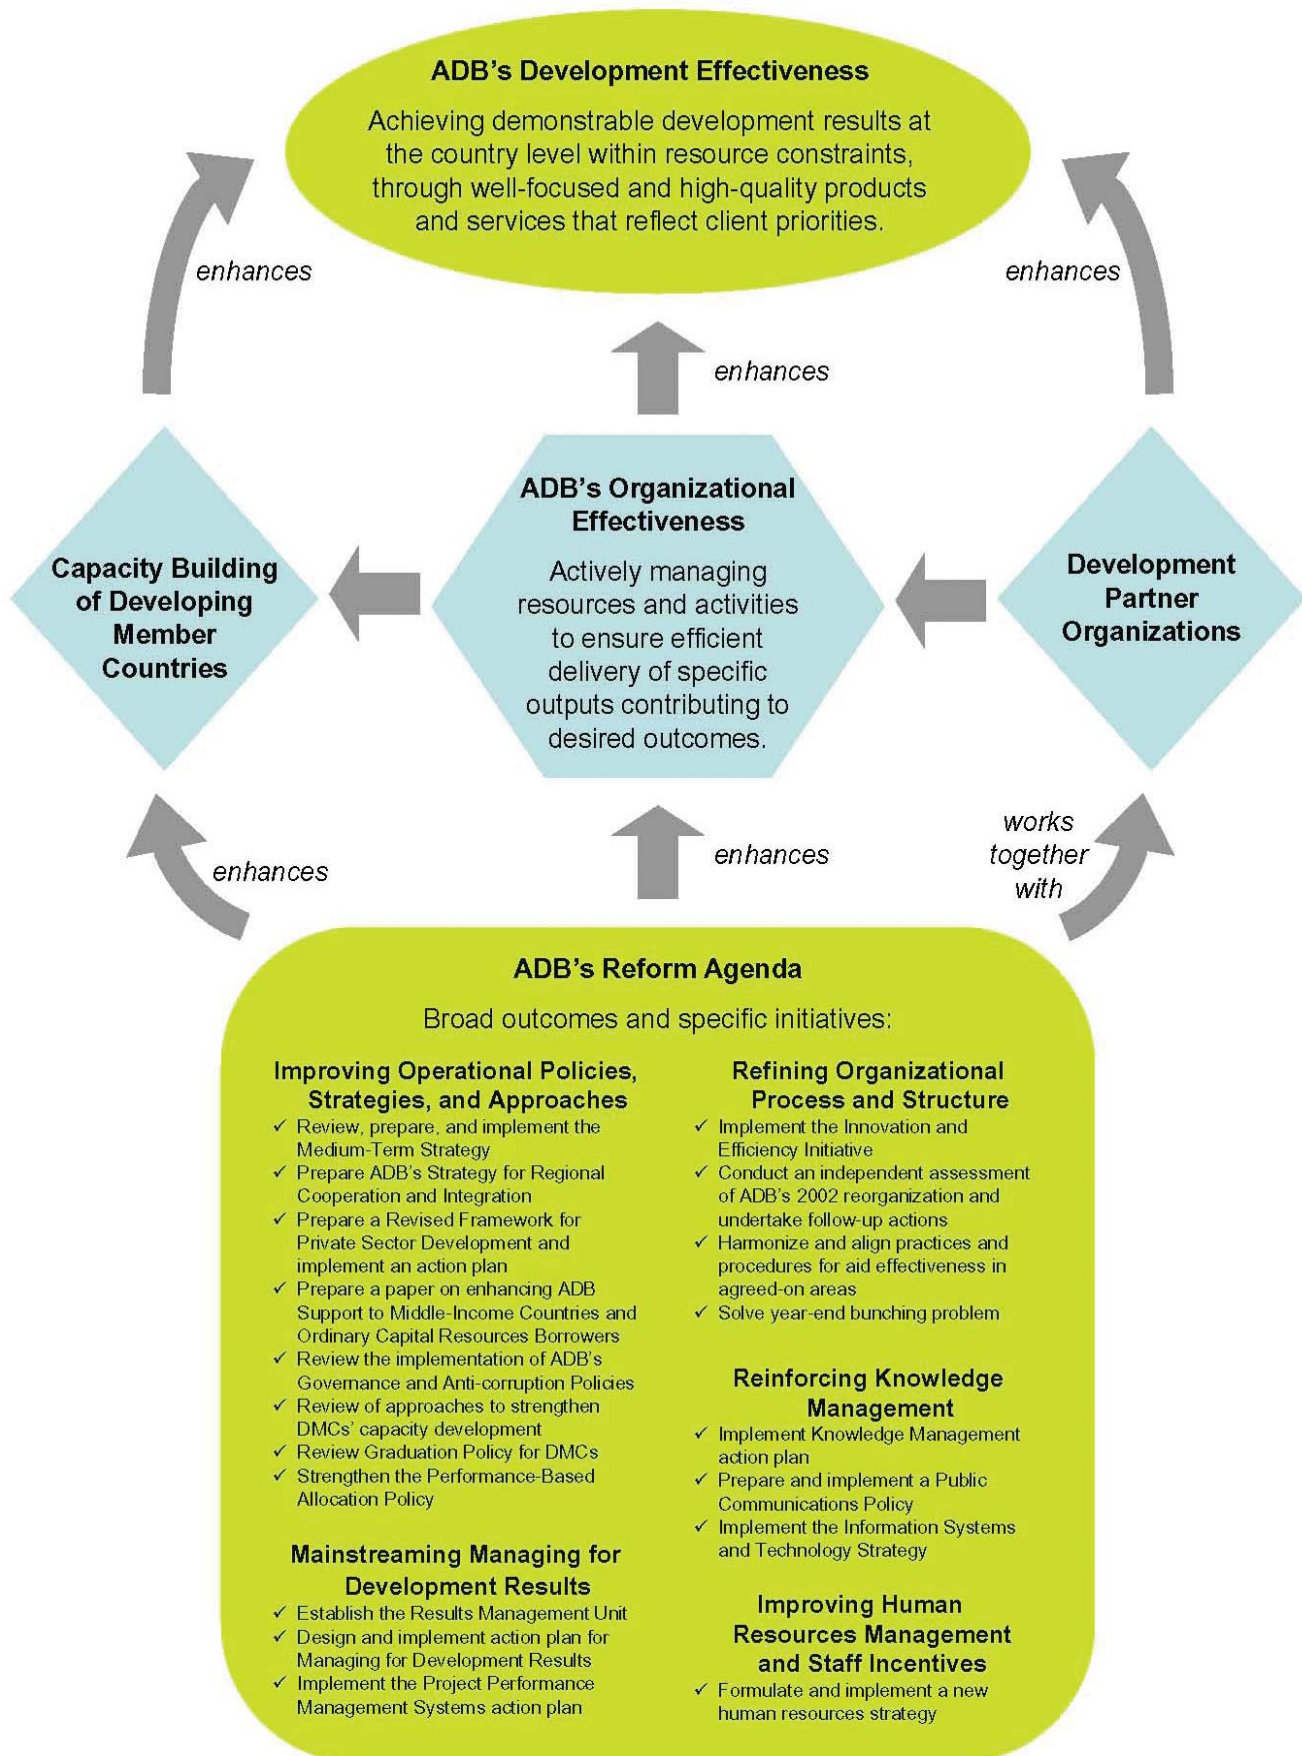 ADB's Development Effectiveness
Achieving demonstrable development results at
the country level within resource constraints,
through well-focused and high-quality products
and services that reflect client priorities.
enhances
enhances
enhances
Capacity Building
of Developing
Member
Countries
ADB's Organizational
Effectiveness
Actively managing
resources and activities
to ensure efficient
delivery of specific
outputs contributing to
desired outcomes.
Development
Partner
Organizations
enhances
enhances
works
together
with
ADB's Reform Agenda
Broad outcomes and specific initiatives:
Improving Operational Policies,
Strategies, and Approaches
✓ Review, prepare, and implement the
Medium-Term Strategy
✓ Prepare ADB's Strategy for Regional
Cooperation and Integration
✓ Prepare a Revised Framework for
Private Sector Development and
implement an action plan
✓ Prepare a paper on enhancing ADB
Support to Middle-Income Countries and
Ordinary Capital Resources Borrowers
✓ Review the implementation of ADB's
Governance and Anti-corruption Policies
✓ Review of approaches to strengthen
DMCs' capacity development
✓ Review Graduation Policy for DMCs
✓ Strengthen the Performance-Based
Allocation Policy
Mainstreaming Managing for
Development Results
✓ Establish the Results Management Unit
✓ Design and implement action plan for
Managing for Development Results
✓ Implement the Project Performance
Management Systems action plan
Refining Organizational
Process and Structure
✓ Implement the Innovation and
Efficiency Initiative
✓ Conduct an independent assessment
of ADB's 2002 reorganization and
undertake follow-up actions
✓ Harmonize and align practices and
procedures for aid effectiveness in
agreed-on areas
✓ Solve year-end bunching problem
Reinforcing Knowledge
Management
✓ Implement Knowledge Management
action plan
✓ Prepare and implement a Public
Communications Policy
✓ Implement the Information Systems
and Technology Strategy
Improving Human
Resources Management
and Staff Incentives
✓ Formulate and implement a new
human resources strategy